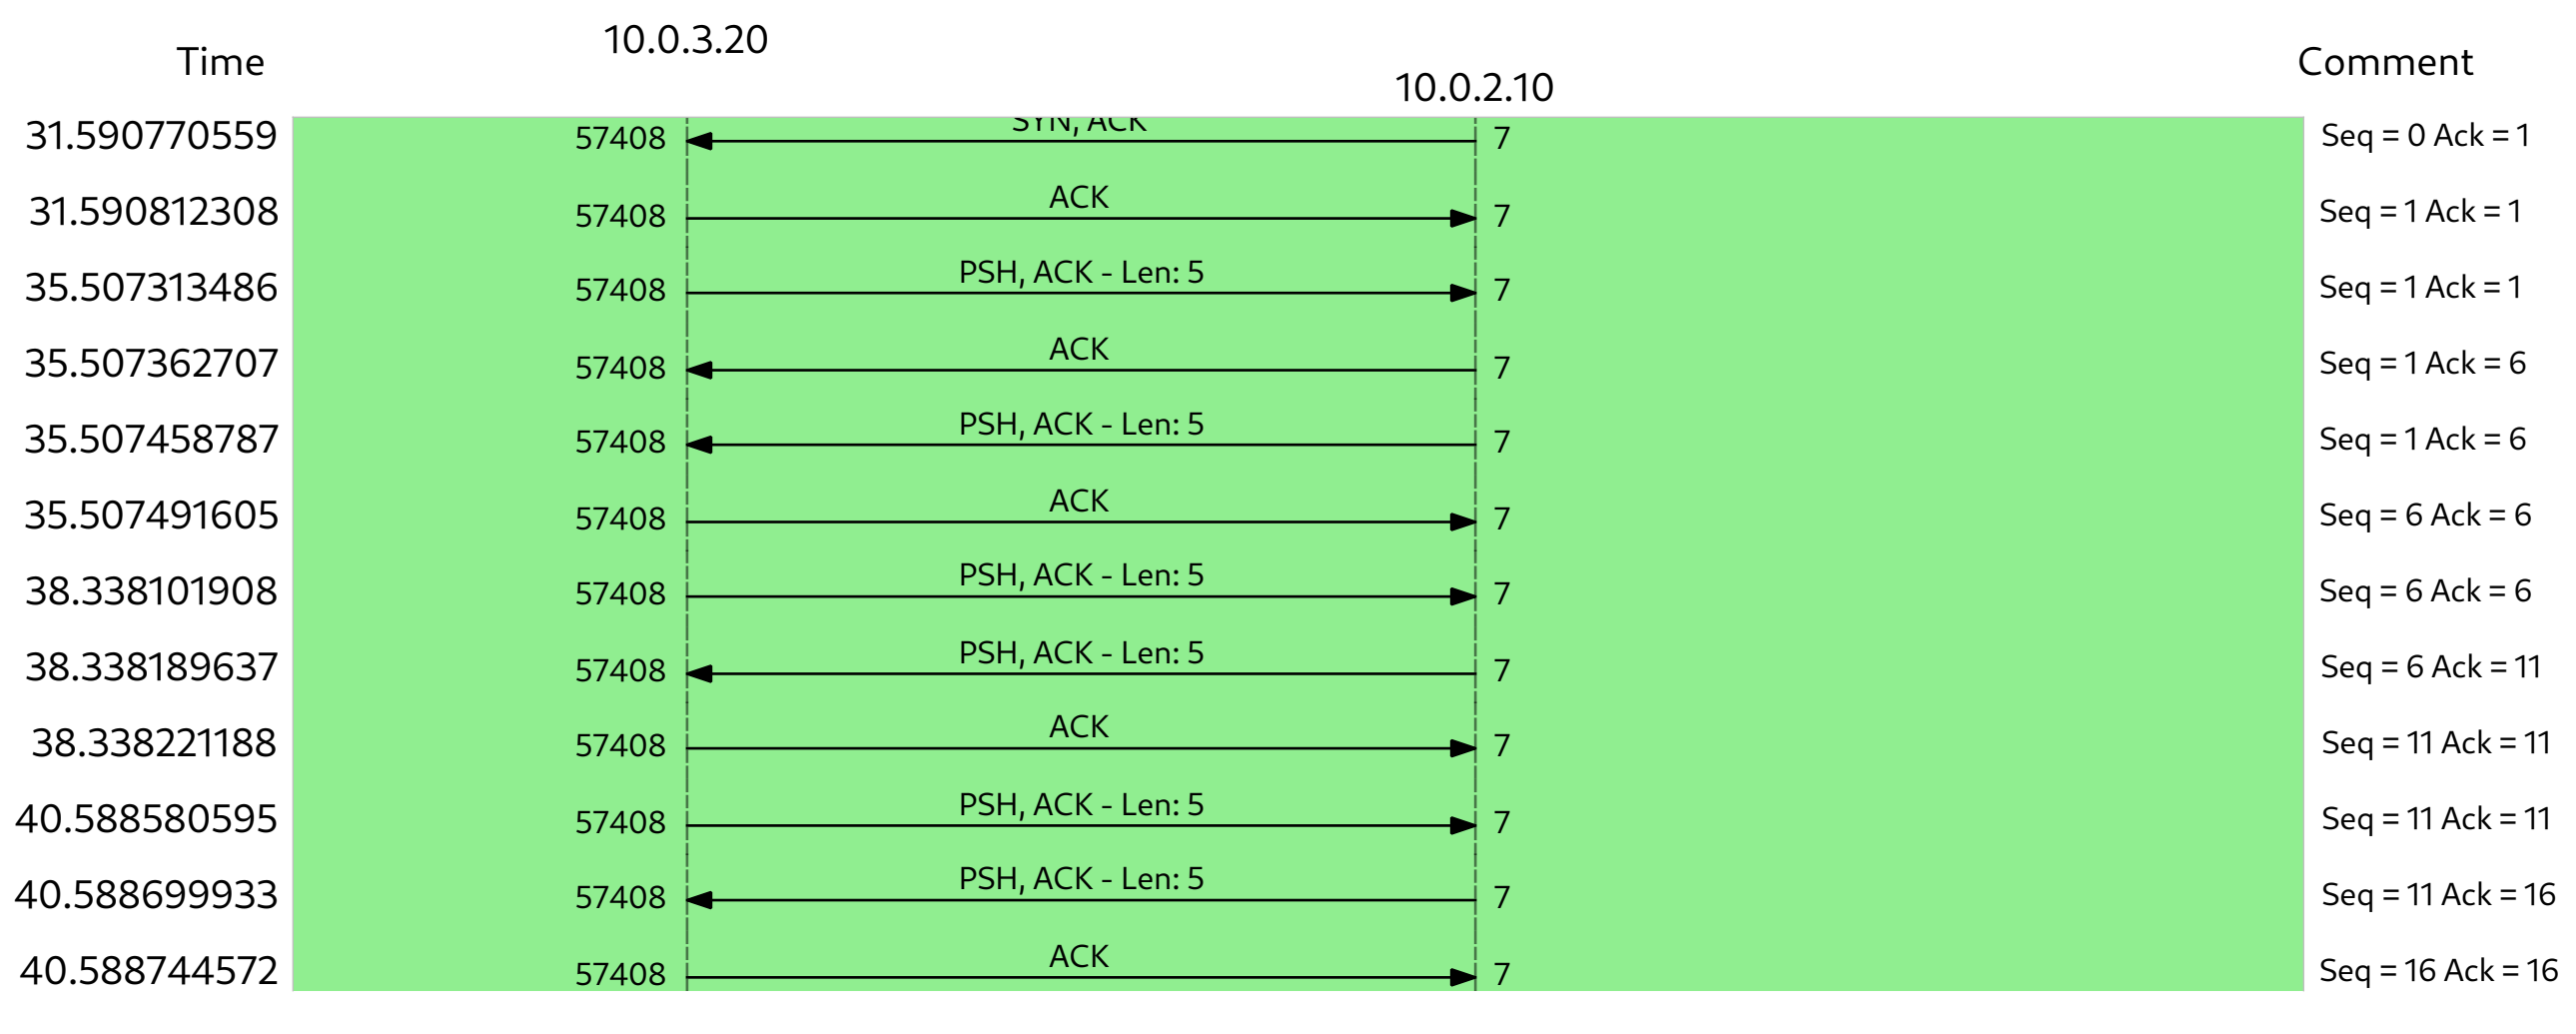 10.0.3.20
Time Comment
10.0.2.10
SYN, ACK
31.590770559 57408 7 Seq = 0 Ack = 1
ACK
31.590812308 57408 7 Seq = 1 Ack = 1
PSH, ACK - Len: 5
35.507313486 57408 7 Seq = 1 Ack = 1
ACK
35.507362707 57408 7 Seq = 1 Ack = 6
PSH, ACK - Len: 5
35.507458787 57408 7 Seq = 1 Ack = 6
ACK
35.507491605 57408 7 Seq = 6 Ack = 6
PSH, ACK - Len: 5
38.338101908 57408 7 Seq = 6 Ack = 6
PSH, ACK - Len: 5
38.338189637 57408 7 Seq = 6 Ack = 11
ACK
38.338221188 57408 7 Seq = 11 Ack = 11
PSH, ACK - Len: 5
40.588580595 57408 7 Seq = 11 Ack = 11
PSH, ACK - Len: 5
40.588699933 57408 7 Seq = 11 Ack = 16
ACK
40.588744572 57408 7 Seq = 16 Ack = 16